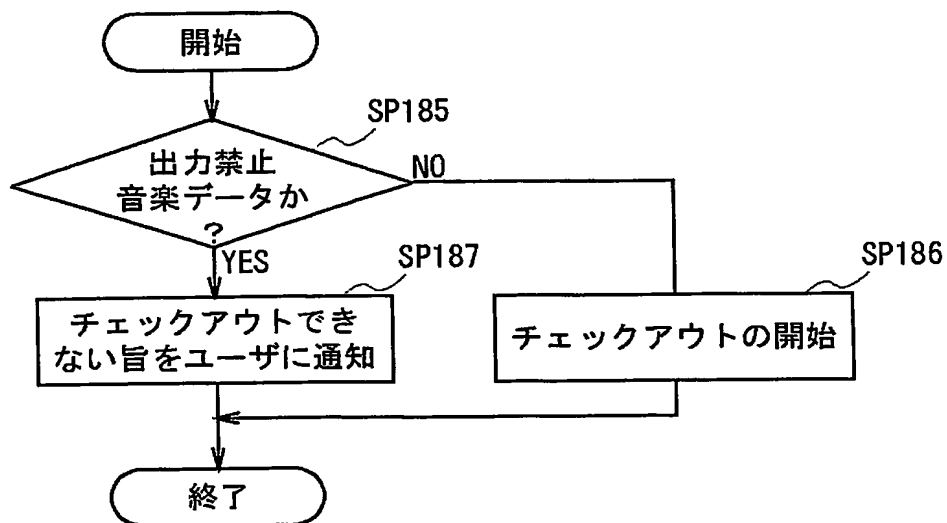 開始
SP185
出力禁止
音楽データか
?
NO
YES
SP187
チェックアウトでき
ない旨をユーザに通知
SP186
チェックアウトの開始
終了